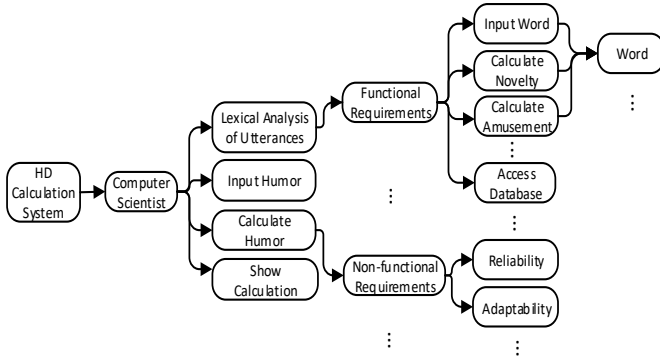 HD
Calculation
System
Computer
Scientist
Lexical Analysis
of Utterances
Input Humor
Calculate
Humor
Show
Calculation
Functional
Requirements
Non-functional
Requirements
Input Word
Calculate
Novelty
Calculate
Amusement
Access
Database
Reliability
Adaptability
Word